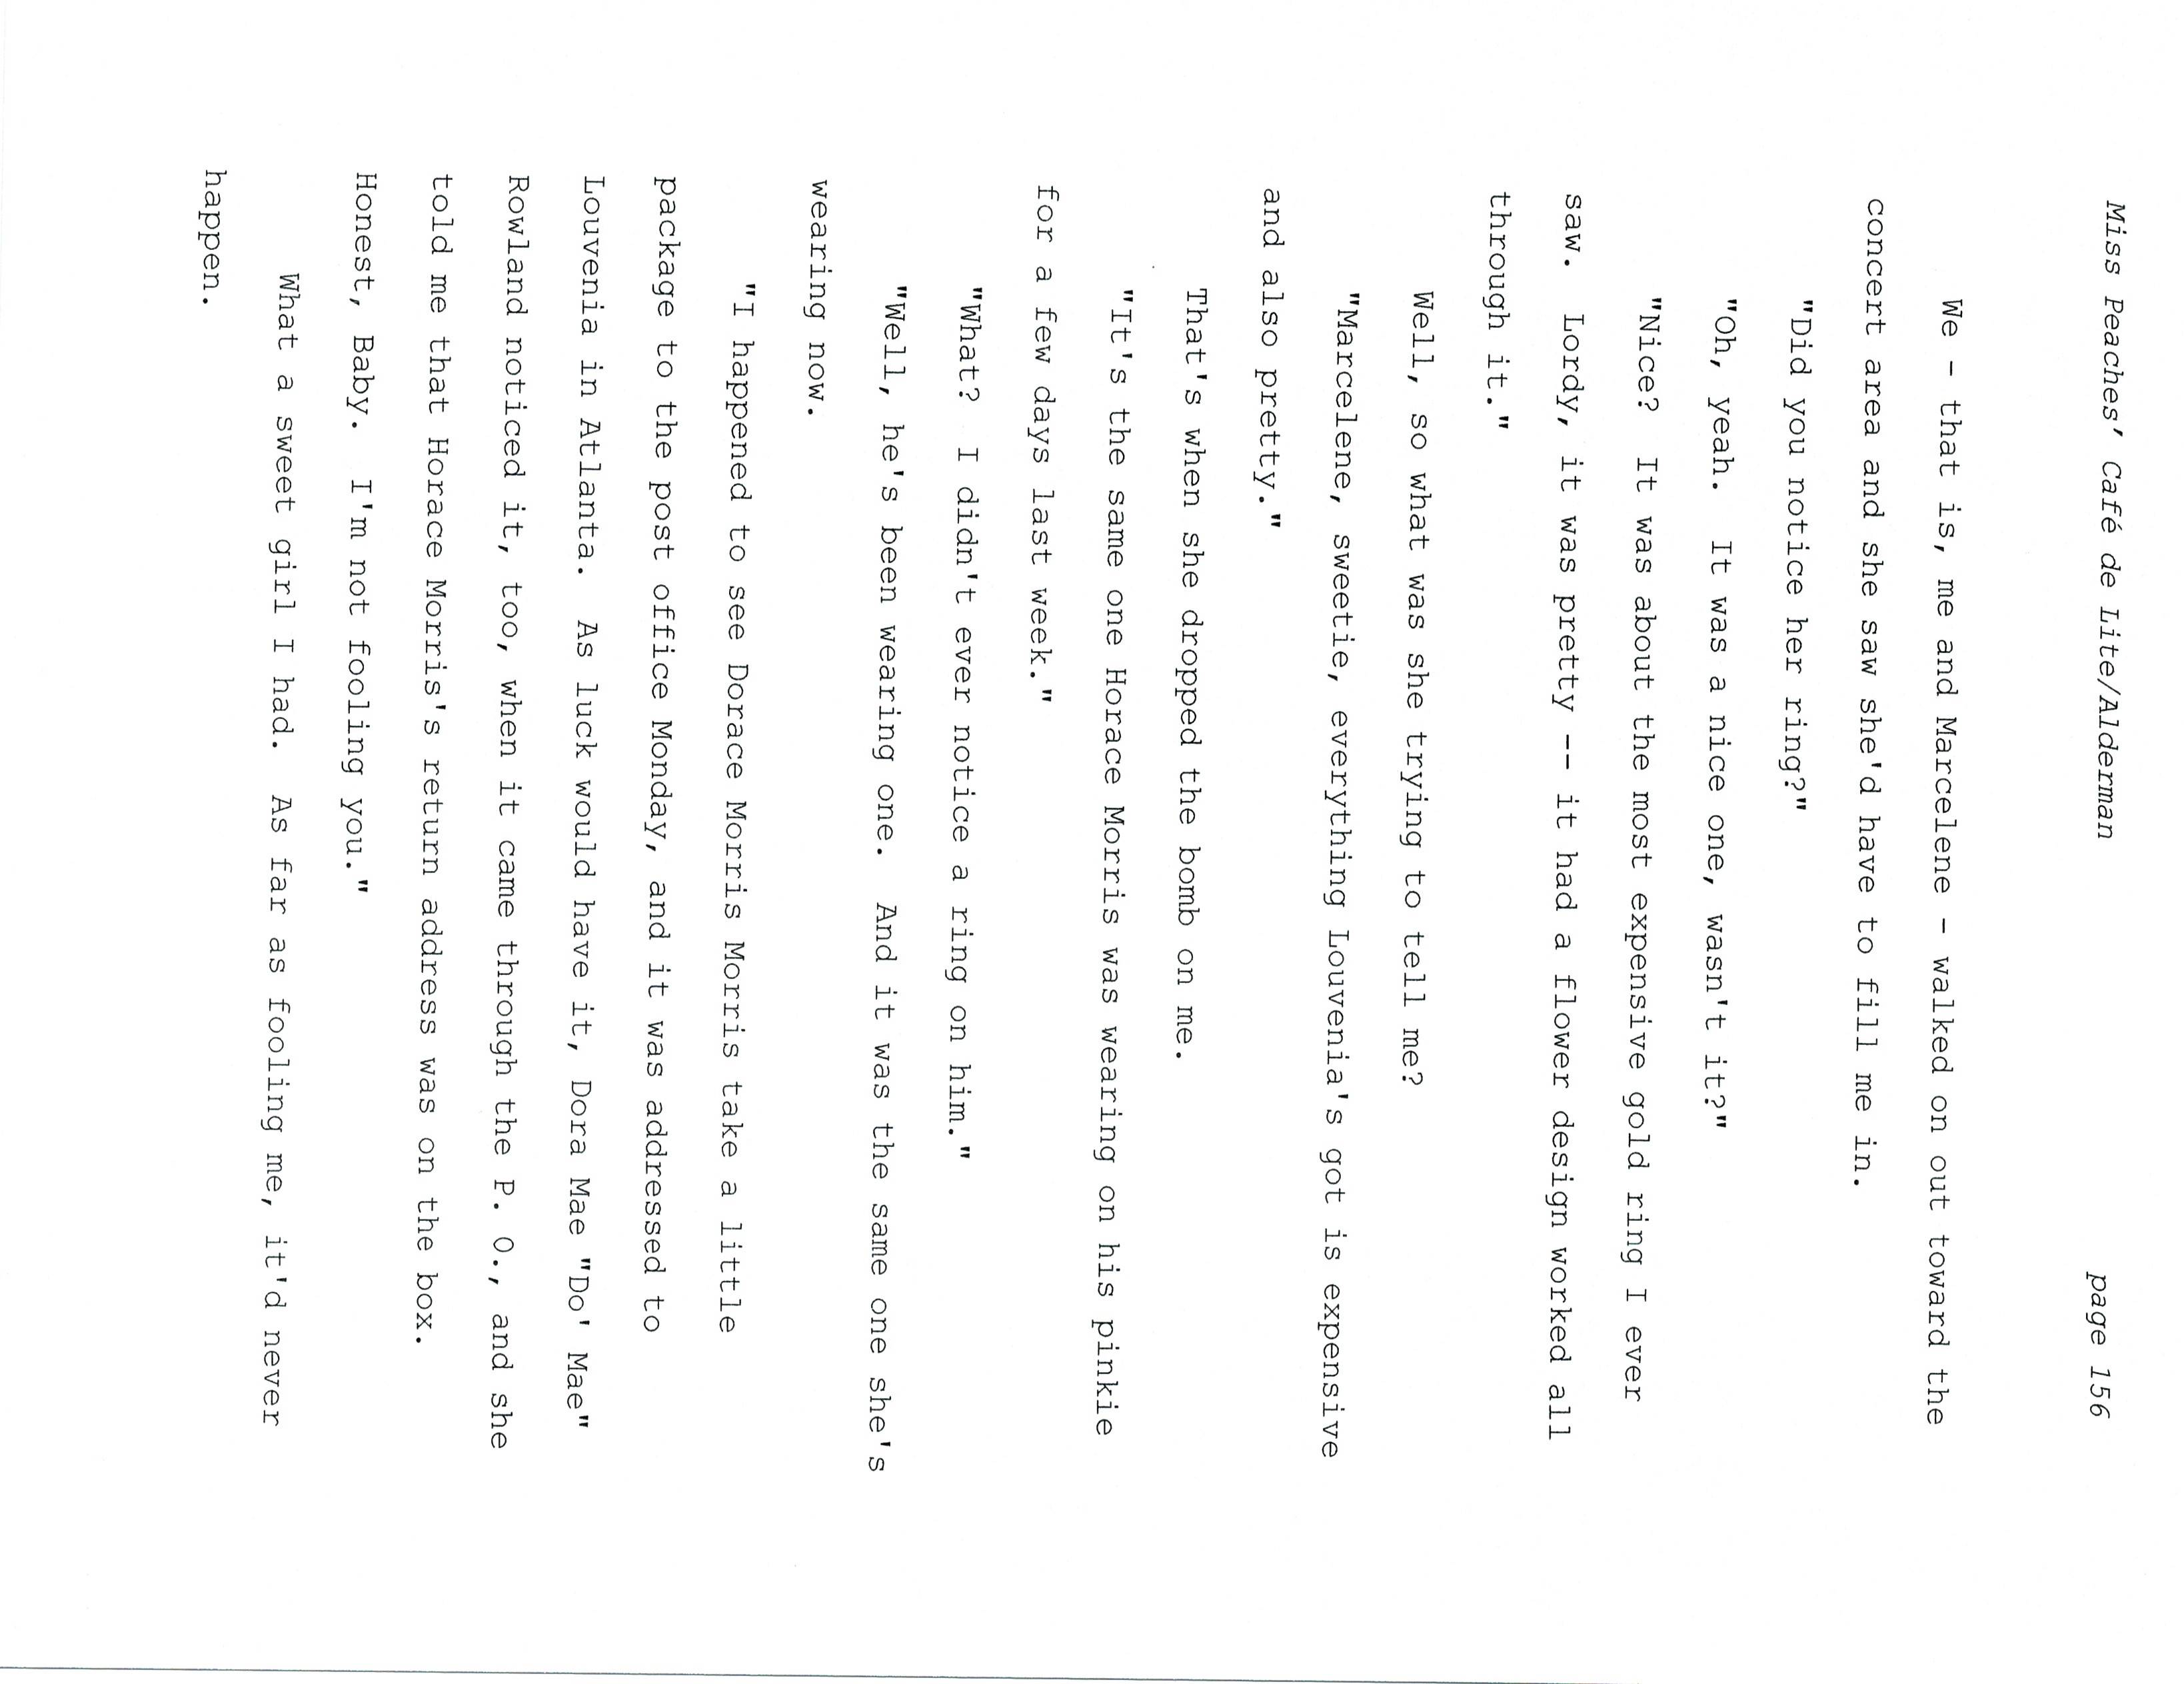 Miss Peaches' Café de Lite/Alderman page 156
We – that is, me and Marcelene – walked on out toward the
concert area and she saw she'd have to fill me in.
"Did you notice her ring?"
"Oh, yeah.  It was a nice one, wasn't it?"
"Nice?  It was about the most expensive gold ring I ever
saw.  Lordy, it was pretty -- it had a flower design worked all
through it."
Well, so what was she trying to tell me?
"Marcelene, sweetie, everything Louvenia's got is expensive
and also pretty."
That's when she dropped the bomb on me.
"It's the same one Horace Morris was wearing on his pinkie
for a few days last week."
"What?  I didn't ever notice a ring on him."
"Well, he's been wearing one.  And it was the same one she's
wearing now.
"I happened to see Dorace Morris Morris take a little
package to the post office Monday, and it was addressed to
Louvenia in Atlanta.  As luck would have it, Dora Mae "Do' Mae"
Rowland noticed it, too, when it came through the P. O., and she
told me that Horace Morris's return address was on the box.
Honest, Baby.  I'm not fooling you."
What a sweet girl I had.  As far as fooling me, it'd never
happen.